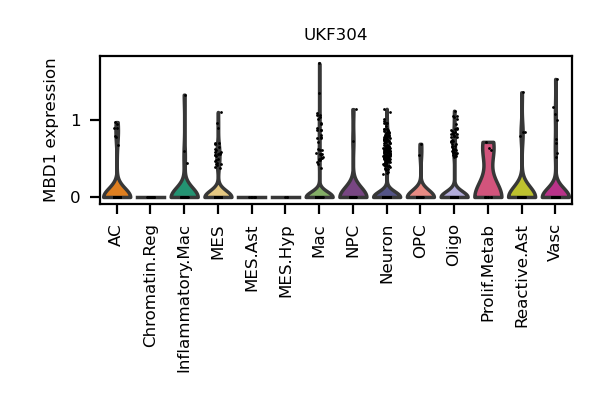 UKF304
MBD1 expression
1
0
AC
Chromatin.Reg
Inflammatory.Mac
MES
MES.Ast
MES.Hyp
Mac
NPC
Neuron
OPC
Oligo
Prolif.Metab
Reactive.Ast
Vasc